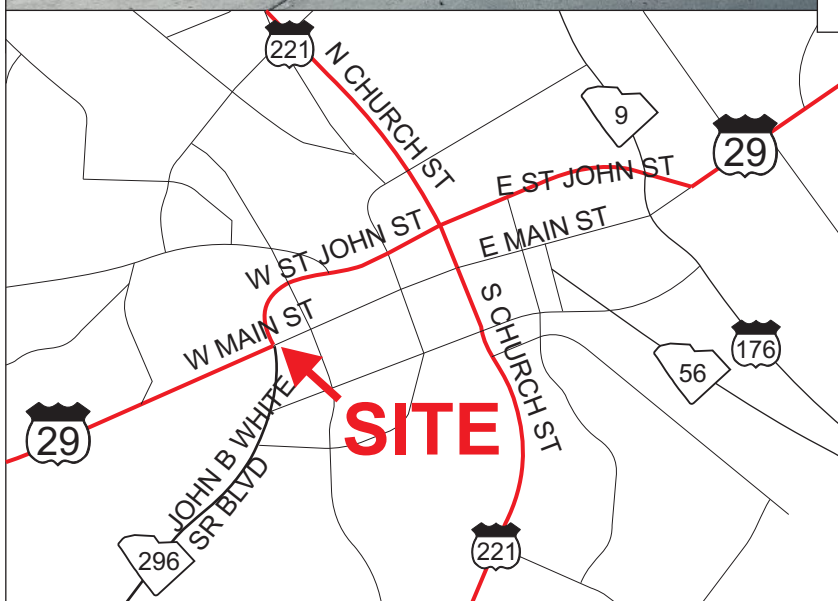 221
N CHURCH ST
9
29
E ST JOHN ST
W ST JOHN ST
E MAIN ST
W MAIN ST
S CHURCH ST
176
56
29
SITE
JOHN B WHITE
SR BLVD
296
221